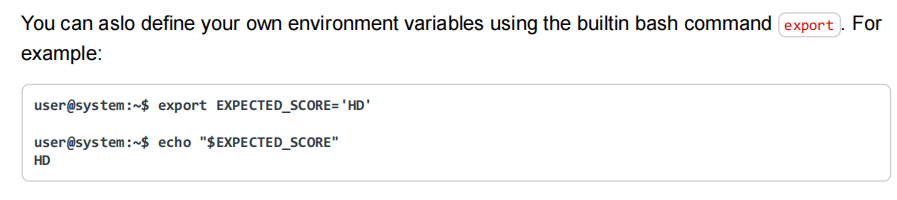 You can aslo define your own environment variables using the builtin bash command export. For
example:
user@system:~$ export EXPECTED_SCORE='HD'
user@system:~$ echo "$EXPECTED_SCORE"
HD